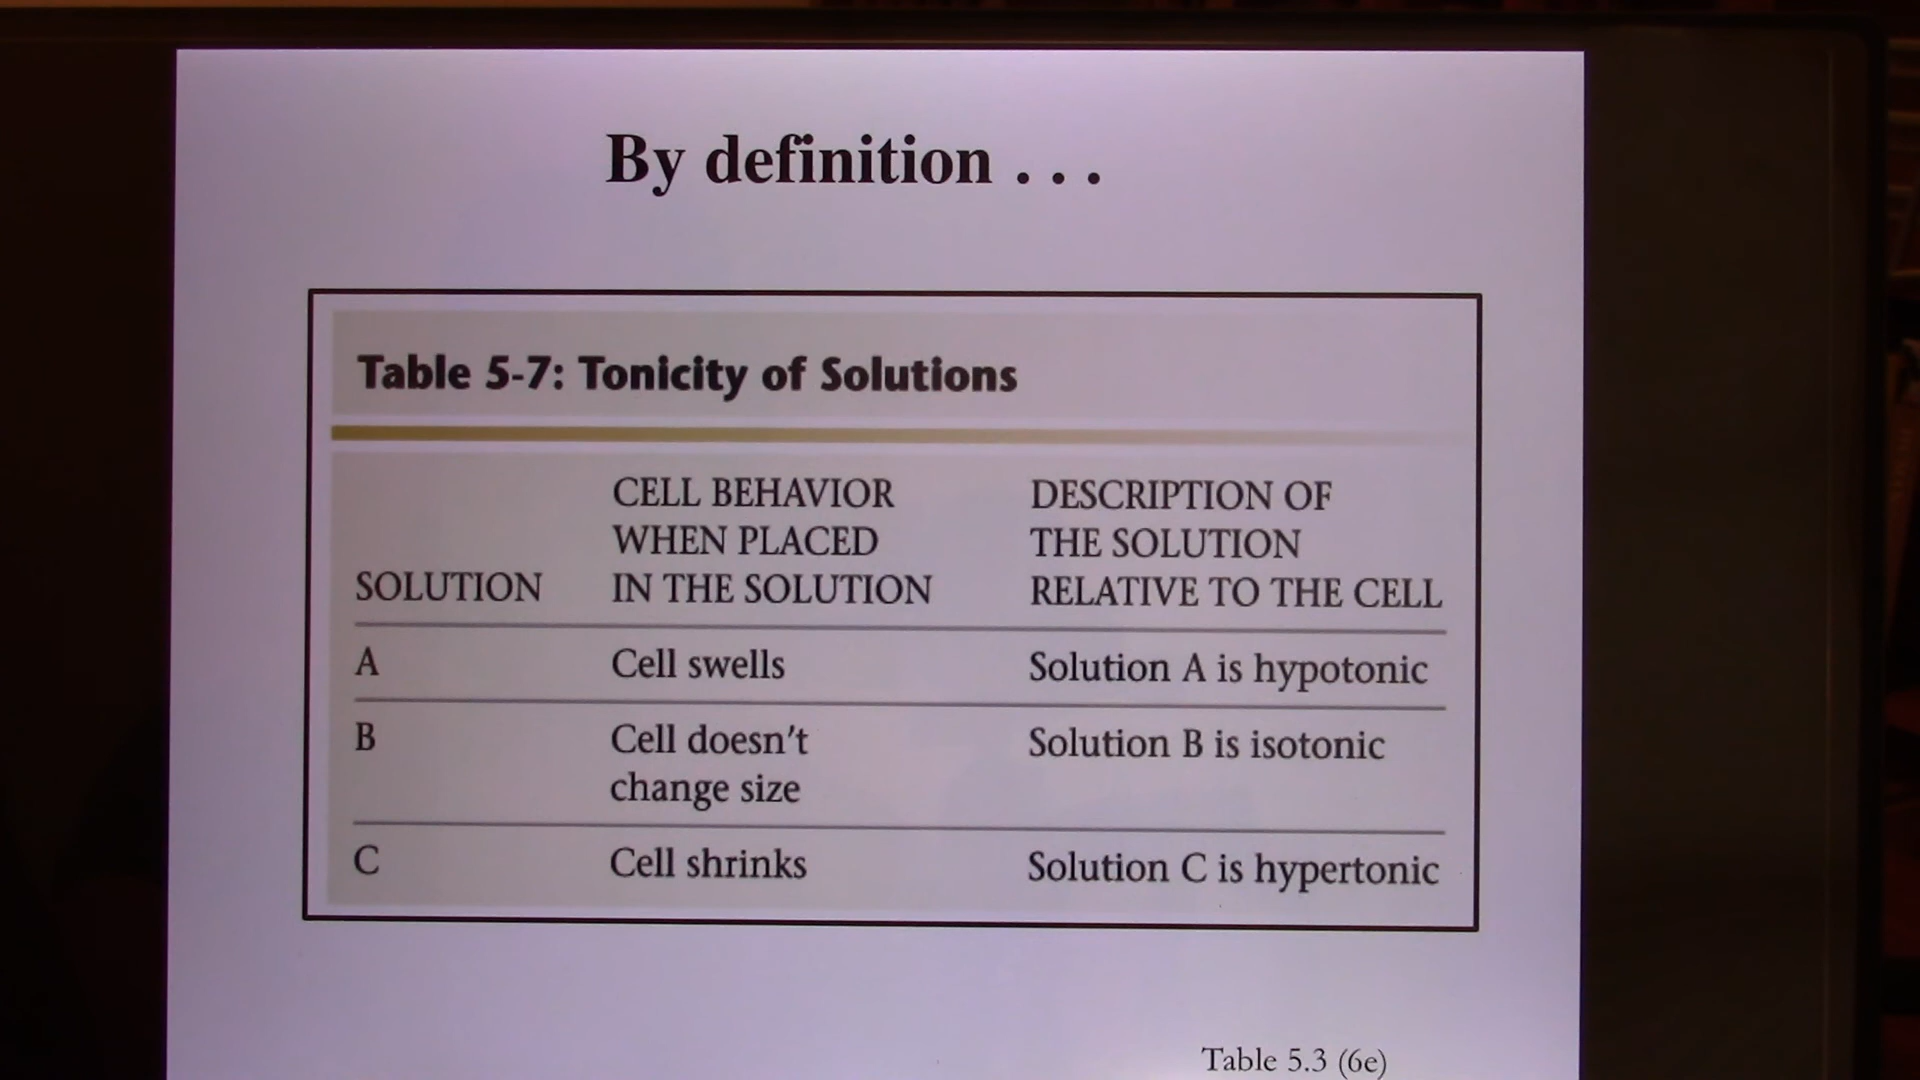 By definition . . .
Table 5-7: Tonicity of Solutions
SOLUTION
CELL BEHAVIOR
WHEN PLACED
IN THE SOLUTION
DESCRIPTION OF
THE SOLUTION
RELATIVE TO THE CELL
A
Cell swells
Solution A is hypotonic
B
Cell doesn't
change size
Solution B is isotonic
C
Cell shrinks
Solution C is hypertonic
Table 5.3 (6e)